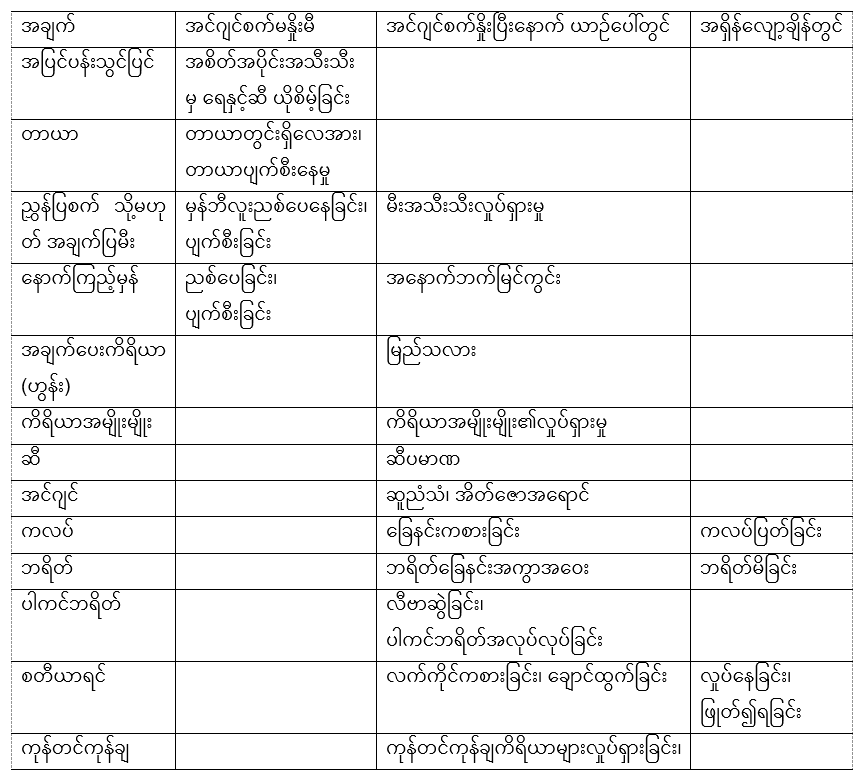 အချက် အင်ဂျင်စက်မနှိုးမီ အင်ဂျင်စက်နှိုးပြီးနောက် ယာဉ်ပေါ်တွင် အရှိန်လျော့ချိန်တွင်
အပြင်ပန်းသွင်ပြင် အစိတ်အပိုင်းအသီးသီး
မှ ရေနှင့်ဆီ ယိုစိမ့်ခြင်း
တာယာ တာယာတွင်းရှိလေအား၊
တာယာပျက်စီးနေမှု
ညွှန်ပြစက် သို့မဟု မှန်ဘီလူးညစ်ပေနေခြင်း၊ မီးအသီးသီးလှုပ်ရှားမှု
တ် အချက်ပြမီး ပျက်စီးခြင်း
နောက်ကြည့်မှန် ညစ်ပေခြင်း၊ အနောက်ဘက်မြင်ကွင်း
ပျက်စီးခြင်း
အချက်ပေးကိရိယာ မြည်သလား
(ဟွန်း)
ကိရိယာအမျိုးမျိုး ကိရိယာအမျိုးမျိုး၏လှုပ်ရှားမှု
ဆီ ဆီပမာဏ
အင်ဂျင် ဆူညံသံ၊ အိတ်ဇောအရောင်
ကလပ် ခြေနင်းကစားခြင်း ကလပ်ပြတ်ခြင်း
ဘရိတ် ဘရိတ်ခြေနင်းအကွာအဝေး ဘရိတ်မိခြင်း
ပါကင်ဘရိတ် လီဗာဆွဲခြင်း၊
ပါကင်ဘရိတ်အလုပ်လုပ်ခြင်း
စတီယာရင် လက်ကိုင်ကစားခြင်း၊ ချောင်ထွက်ခြင်း လှုပ်နေခြင်း၊
ဖြုတ်၍ရခြင်း
ကုန်တင်ကုန်ချ ကုန်တင်ကုန်ချကိရိယာများလှုပ်ရှားခြင်း၊